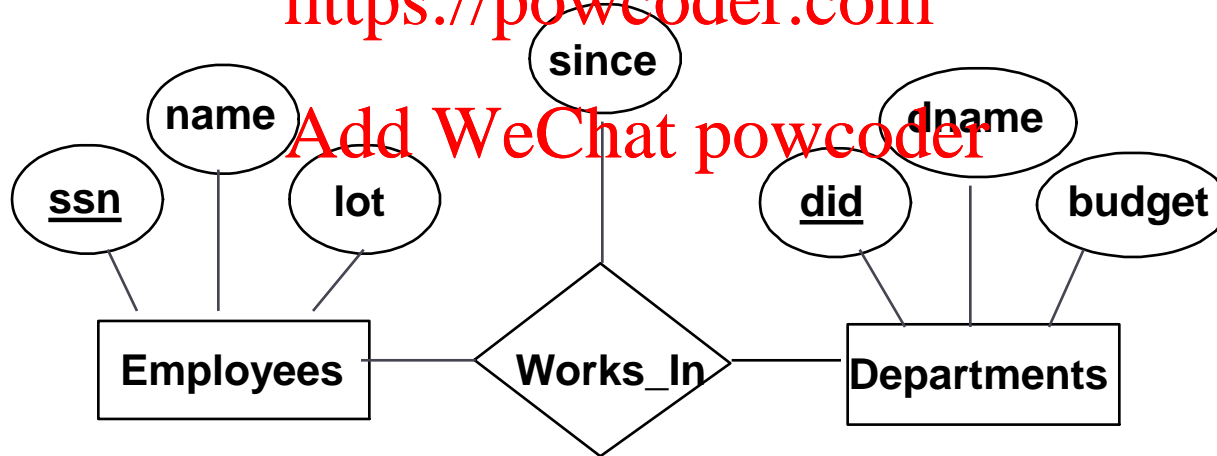 https://powcoder.com
since
name
Add WeChat powcoder
dname
ssn
lot
did
budget
Employees
Works_In
Departments